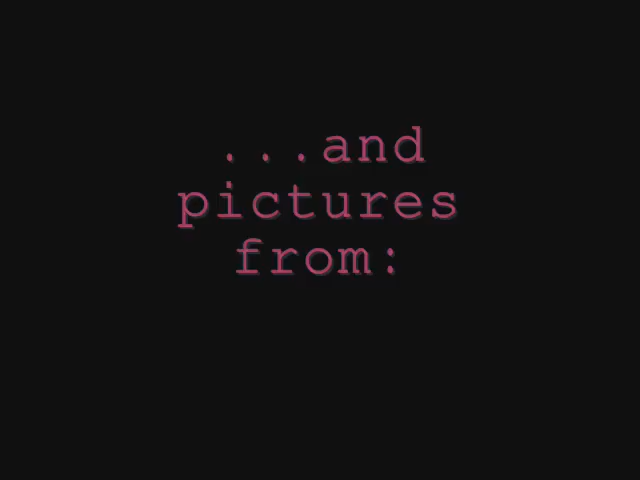 ...and
pictures
from: